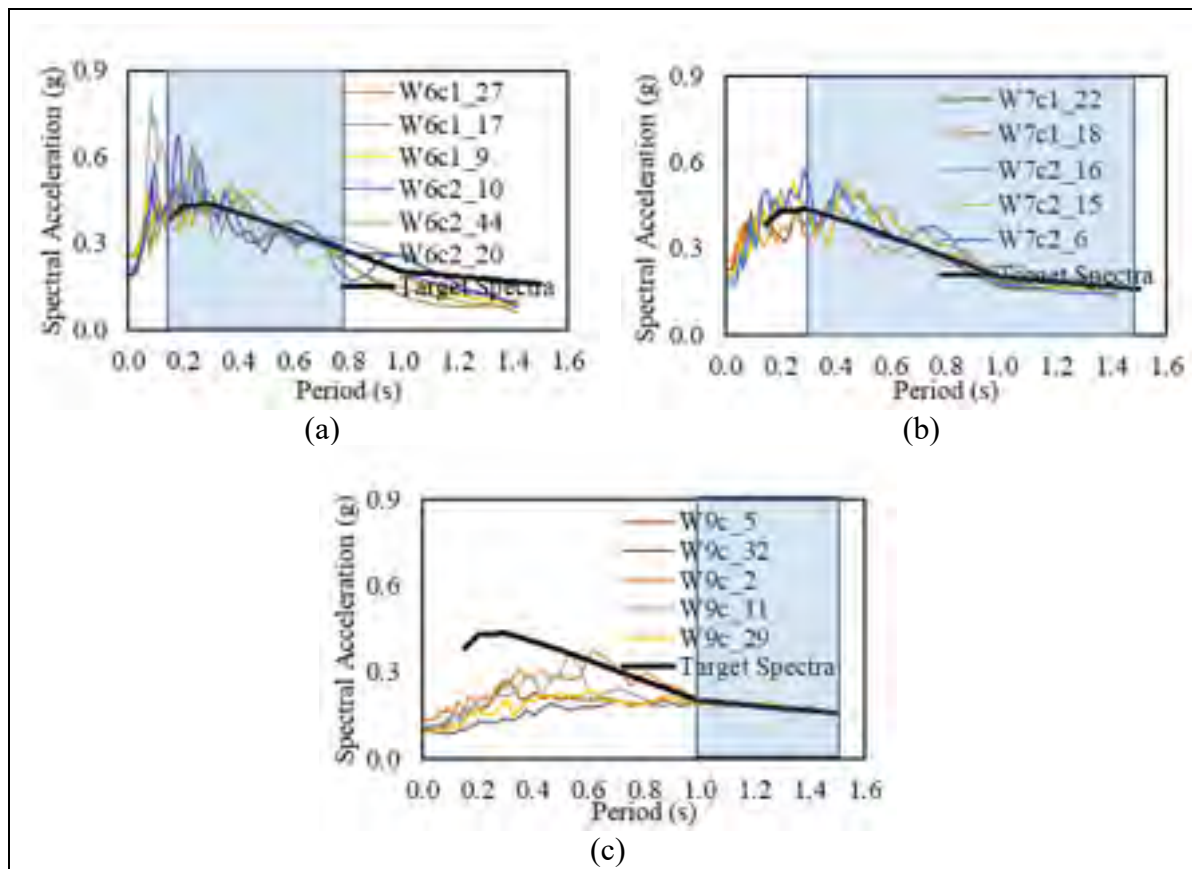 Spectral Acceleration (g)
0.9
0.6
0.3
0.0
W6c1_27
W6c1_17
W6c1_9
W6c2_10
W6c2_44
W6c2_20
Target Spectra
0.0 0.2 0.4 0.6 0.8 1.0 1.2 1.4 1.6
Period (s)
(a)
Spectral Acceleration (g)
0.9
0.6
0.3
0.0
W7c1_22
W7c1_18
W7c2_16
W7c2_15
W7c2_6
Target Spectra
0.0 0.2 0.4 0.6 0.8 1.0 1.2 1.4 1.6
Period (s)
(b)
Spectral Acceleration (g)
0.9
0.6
0.3
0.0
W9c_5
W9c_32
W9c_2
W9c_11
W9c_29
Target Spectra
0.0 0.2 0.4 0.6 0.8 1.0 1.2 1.4 1.6
Period (s)
(c)